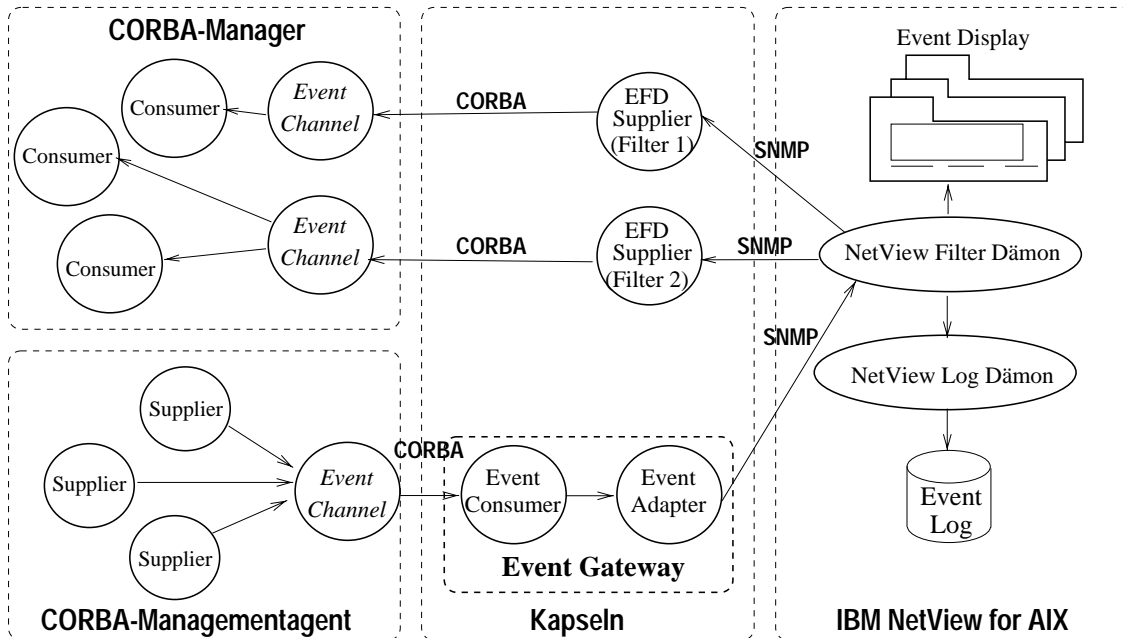 CORBA-Manager
Consumer
Event
Channel
Consumer
Event
Channel
Consumer
CORBA
CORBA
EFD
Supplier
(Filter 1)
EFD
Supplier
(Filter 2)
SNMP
SNMP
SNMP
Event Display
NetView Filter Dämon
NetView Log Dämon
Event
Log
IBM NetView for AIX
Supplier
Supplier
Supplier
Event
Channel
CORBA
CORBA-Managementagent
Event
Consumer
Event
Adapter
Event Gateway
Kapseln